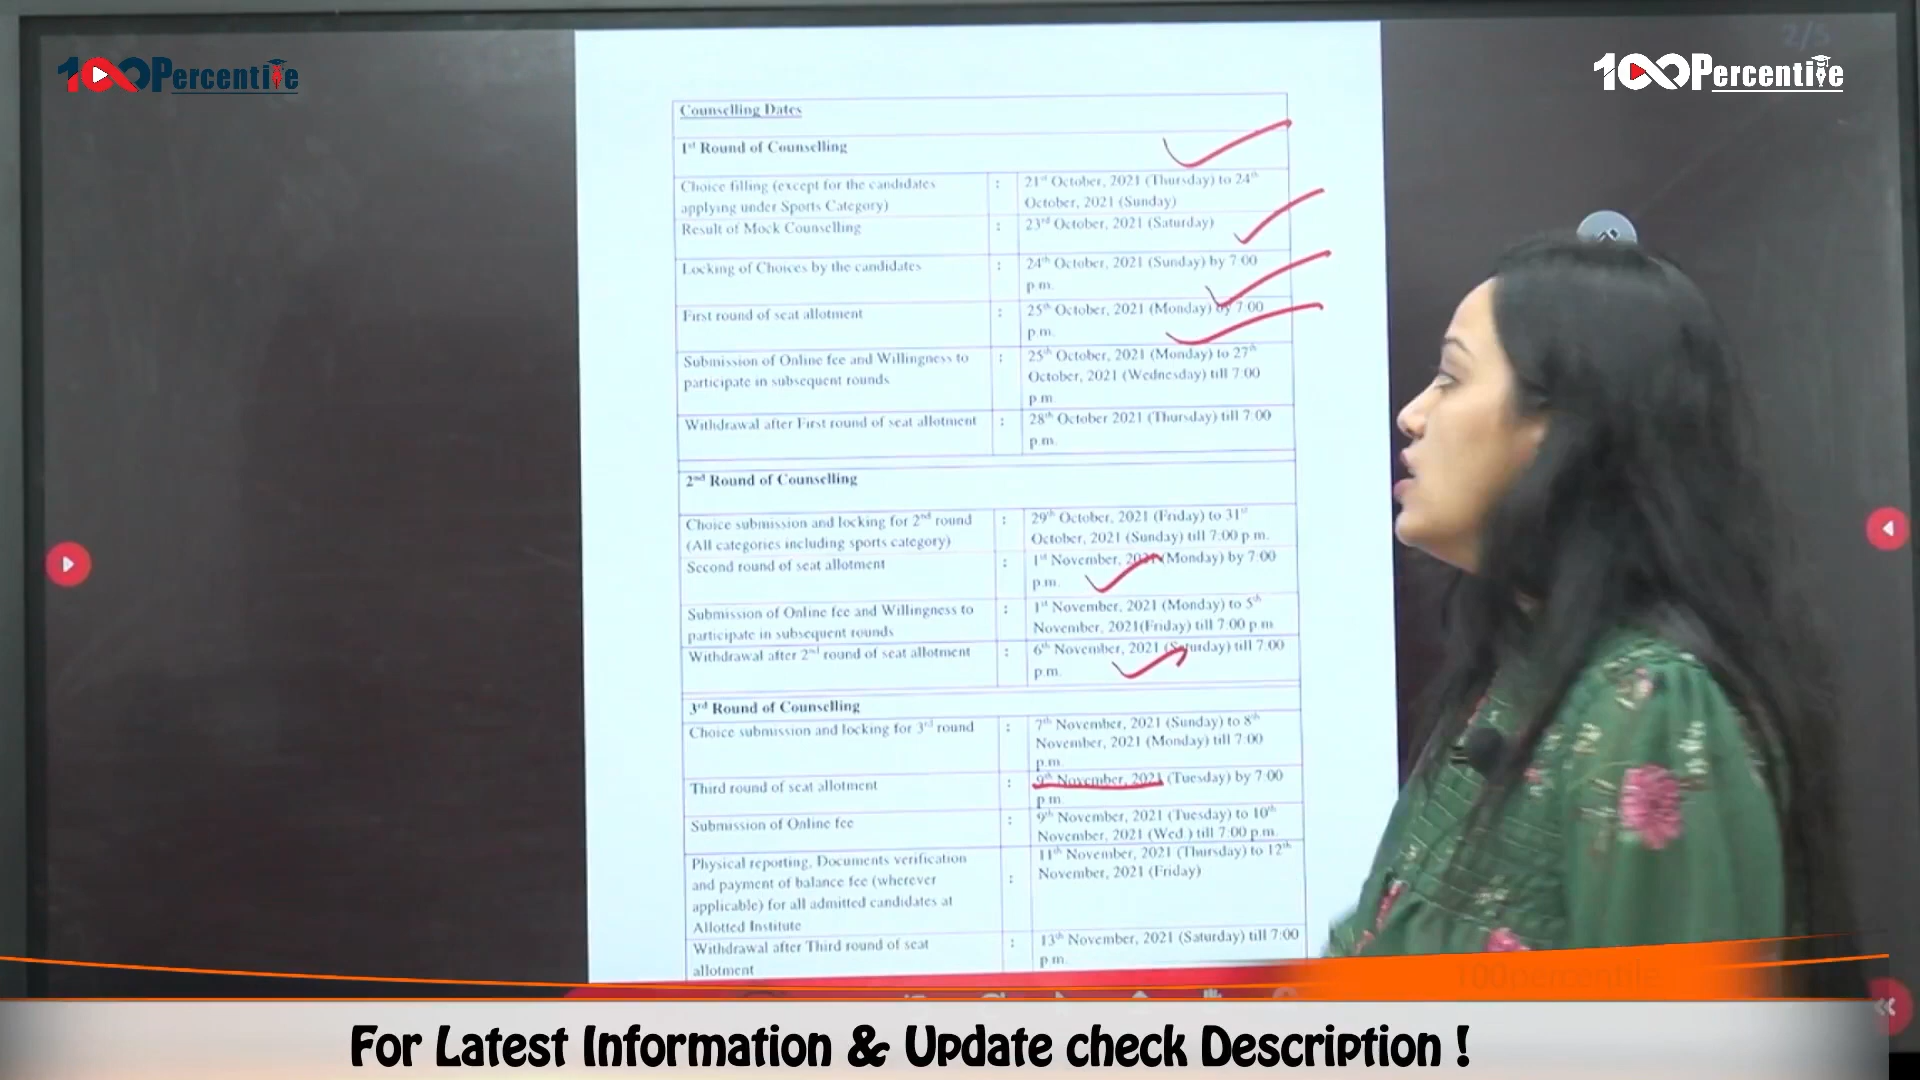 100Percentile
100Percentile
2/5
Counselling Dates
1st Round of Counselling
Choice filling (except for the candidates applying under Sports Category) : 21st October, 2021 (Thursday) to 24th October, 2021 (Sunday)
Result of Mock Counselling : 23rd October, 2021 (Saturday)
Locking of Choices by the candidates : 24th October, 2021 (Sunday) by 7:00 p.m.
First round of seat allotment : 25th October, 2021 (Monday) by 7:00 p.m.
Submission of Online fee and Willingness to participate in subsequent rounds : 25th October, 2021 (Monday) to 27th October, 2021 (Wednesday) till 7:00 p.m
Withdrawal after First round of seat allotment : 28th October 2021 (Thursday) till 7:00 p.m.
2nd Round of Counselling
Choice submission and locking for 2nd round (All categories including sports category) : 29th October, 2021 (Friday) to 31st October, 2021 (Sunday) till 7:00 p m.
Second round of seat allotment : 1st November, 2021 (Monday) by 7:00 p.m.
Submission of Online fee and Willingness to participate in subsequent rounds : 1st November, 2021 (Monday) to 5th November, 2021(Friday) till 7:00 p m
Withdrawal after 2nd round of seat allotment : 6th November, 2021 (Saturday) till 7:00 p.m.
3rd Round of Counselling
Choice submission and locking for 3rd round : 7th November, 2021 (Sunday) to 8th November, 2021 (Monday) till 7:00 p.m.
Third round of seat allotment : 9th November, 2021 (Tuesday) by 7:00 p.m.
Submission of Online fee : 9th November, 2021 (Tuesday) to 10th November, 2021 (Wed.) till 7:00 p.m.
Physical reporting, Documents verification and payment of balance fee (wherever applicable) for all admitted candidates at Allotted Institute : 11th November, 2021 (Thursday) to 12th November, 2021 (Friday)
Withdrawal after Third round of seat allotment : 13th November, 2021 (Saturday) till 7:00 p.m.
100percentile
For Latest Information & Update check Description !